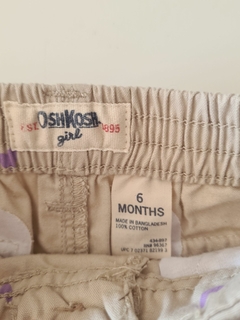 OSHKOSH
EST. 1895
girl
6
MONTHS
MADE IN BANGLADESH
100% COTTON